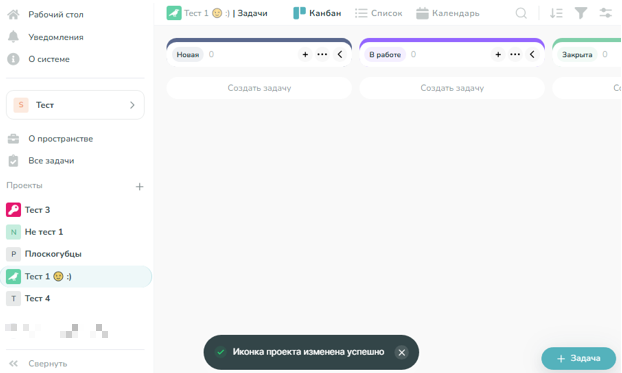 Рабочий стол
Уведомления
О системе
S Тест
О пространстве
Все задачи
Проекты
Тест 3
N Не тест 1
P Плоскогубцы
Тест 1 😐 :)
T Тест 4
Свернуть
Тест 1 😐 :) | Задачи
Канбан
Список
Календарь
Новая 0
В работе 0
Закрыта 0
Создать задачу
Создать задачу
Со
Иконка проекта изменена успешно
+ Задача